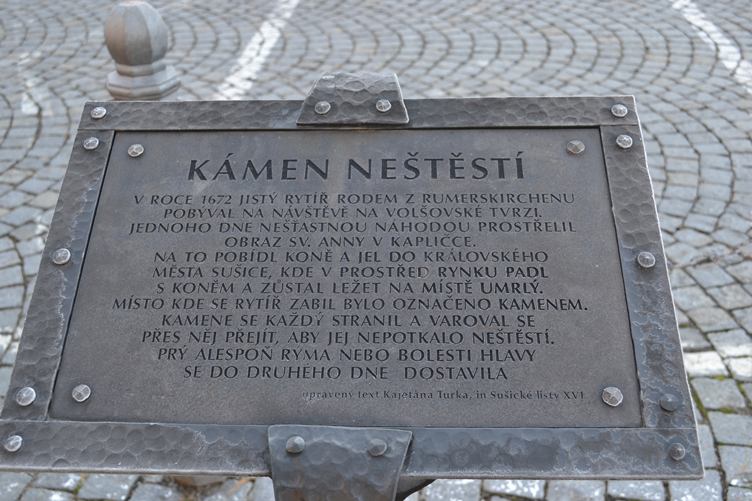 KÁMEN NEŠTĚSTÍ
V ROCE 1672 JISTÝ RYTÍŘ RODEM Z RUMERSKIRCHENU
POBÝVAL NA NÁVŠTĚVĚ NA VOLŠOVSKÉ TVRZI.
JEDNOHO DNE NEŠŤASTNOU NÁHODOU PROSTŘELIL
OBRAZ SV. ANNY V KAPLIČCE.
NA TO POBÍDL KONĚ A JEL DO KRÁLOVSKÉHO
MĚSTA SUŠICE, KDE V PROSTŘED RYNKU PADL
S KONĚM A ZŮSTAL LEŽET NA MÍSTĚ UMRLÝ.
MÍSTO KDE SE RYTÍŘ ZABIL BYLO OZNAČENO KAMENEM.
KAMENE SE KAŽDÝ STRANIL A VAROVAL SE
PŘES NĚJ PŘEJÍT, ABY JEJ NEPOTKALO NEŠTĚSTÍ.
PRÝ ALESPOŇ RÝMA NEBO BOLESTI HLAVY
SE DO DRUHÉHO DNE DOSTAVILA
opravený text Kajetána Turka, in Sušické listy XVI.